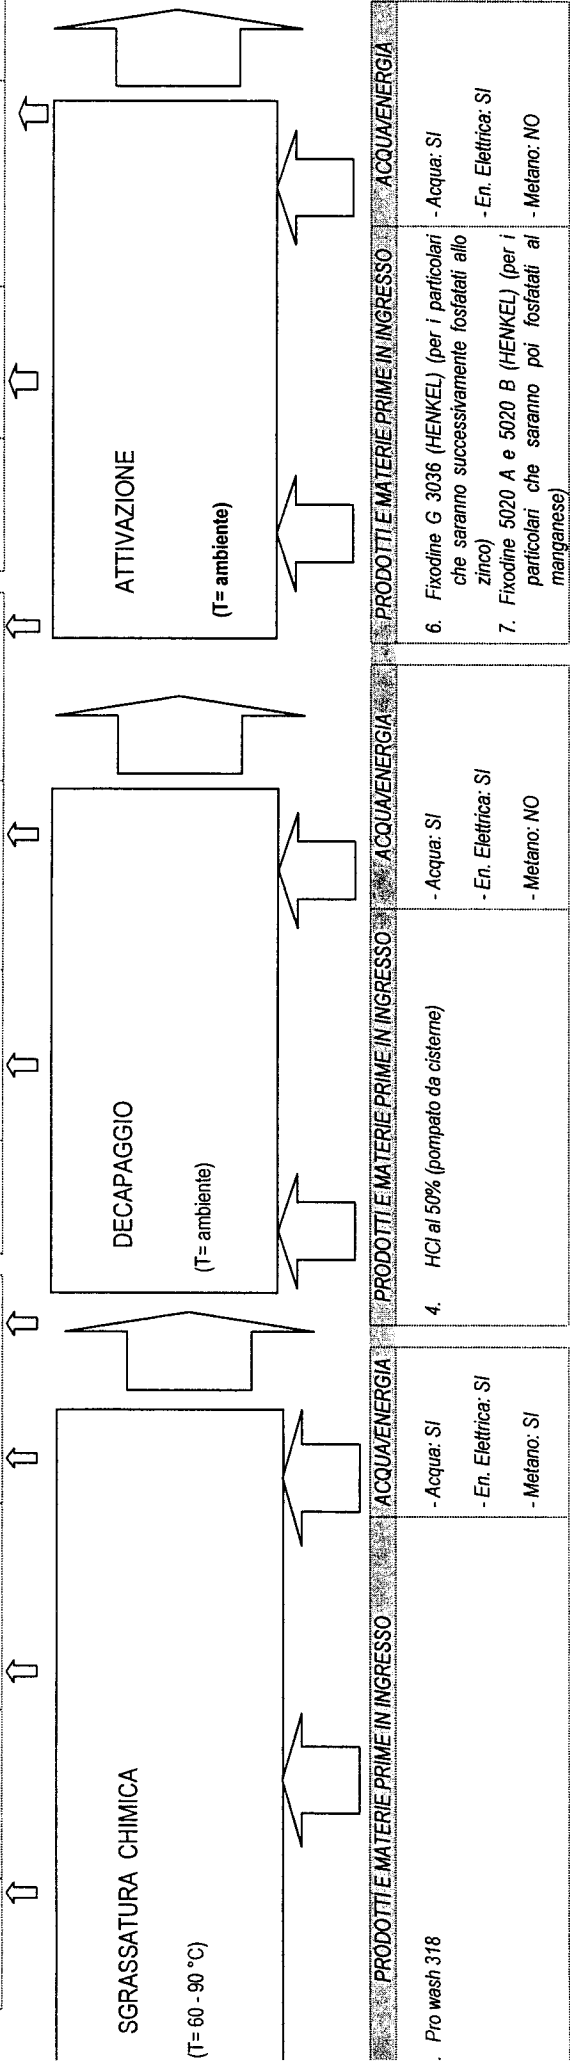 SGRASSATURA CHIMICA
(T= 60 - 90 °C)
PRODOTTI E MATERIE PRIME IN INGRESSO
ACQUA/ENERGIA
. Pro wash 318
- Acqua: SI
- En. Elettrica: SI
- Metano: SI
DECAPAGGIO
(T= ambiente)
PRODOTTI E MATERIE PRIME IN INGRESSO
ACQUA/ENERGIA
4. HCl al 50% (pompato da cisterne)
- Acqua: SI
- En. Elettrica: SI
- Metano: NO
ATTIVAZIONE
(T= ambiente)
PRODOTTI E MATERIE PRIME IN INGRESSO
ACQUA/ENERGIA
6. Fixodine G 3036 (HENKEL) (per i particolari
che saranno successivamente fosfatati allo
zinco)
7. Fixodine 5020 A e 5020 B (HENKEL) (per i
particolari che saranno poi fosfatati al
manganese)
- Acqua: SI
- En. Elettrica: SI
- Metano: NO